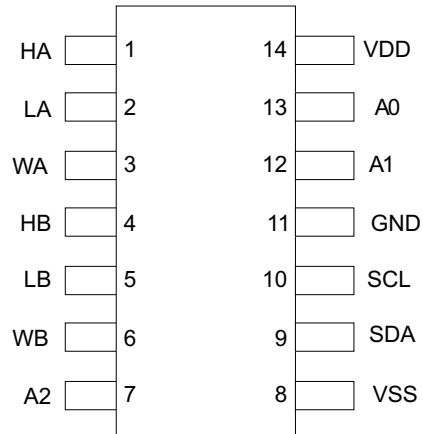 HA 1 14 VDD
LA 2 13 A0
WA 3 12 A1
HB 4 11 GND
LB 5 10 SCL
WB 6 9 SDA
A2 7 8 VSS